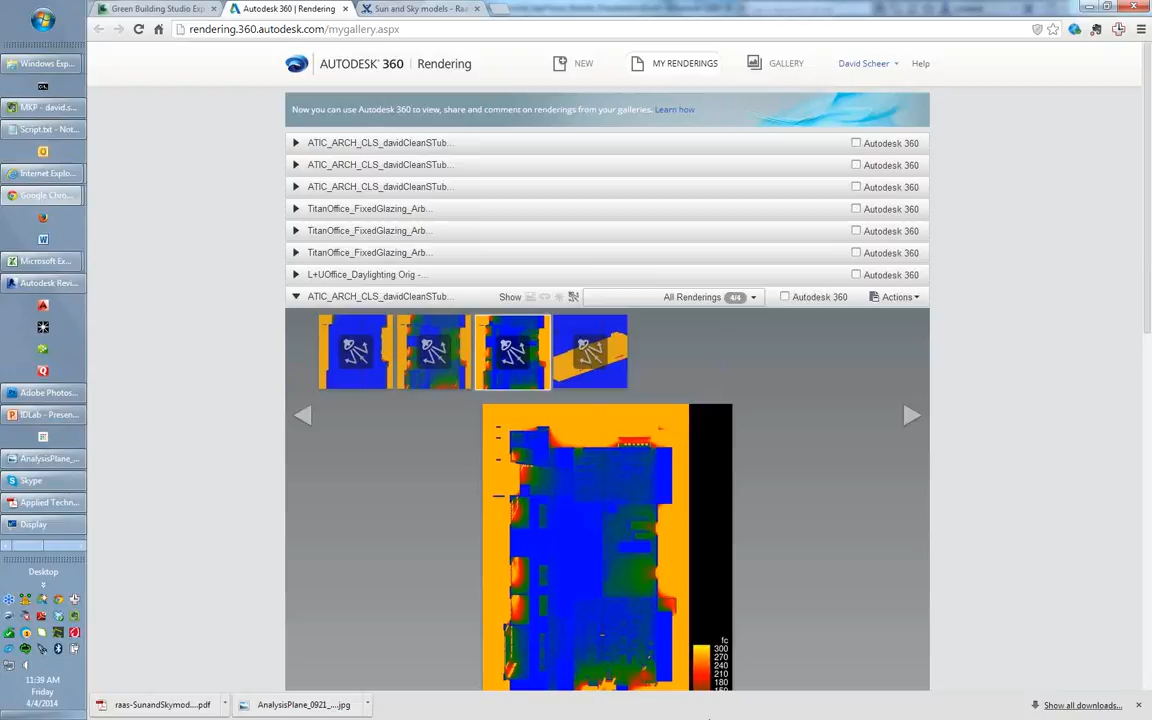 Green Building Studio Exp
Autodesk 360 | Rendering
Sun and Sky models - Raa
rendering.360.autodesk.com/mygallery.aspx
AUTODESK® 360 | Rendering
NEW
MY RENDERINGS
GALLERY
David Scheer
Help
Now you can use Autodesk 360 to view, share and comment on renderings from your galleries. Learn how
ATIC_ARCH_CLS_davidCleanSTub...
Autodesk 360
ATIC_ARCH_CLS_davidCleanSTub...
Autodesk 360
ATIC_ARCH_CLS_davidCleanSTub...
Autodesk 360
TitanOffice_FixedGlazing_Arb...
Autodesk 360
TitanOffice_FixedGlazing_Arb...
Autodesk 360
TitanOffice_FixedGlazing_Arb...
Autodesk 360
L+UOffice_Daylighting Orig -...
Autodesk 360
ATIC_ARCH_CLS_davidCleanSTub...
Show
All Renderings 4/4
Autodesk 360
Actions
fc
300
270
240
210
180
Windows Exp...
MKP - david.s...
Script.txt - Not...
Internet Explo...
Google Chro...
Microsoft Ex...
Autodesk Revi...
Adobe Photos...
IDLab - Presen...
AnalysisPlane_...
Skype
Applied Techn...
Display
Desktop
11:39 AM
Friday
4/4/2014
raas-SunandSkymod....pdf
AnalysisPlane_0921_....jpg
Show all downloads...